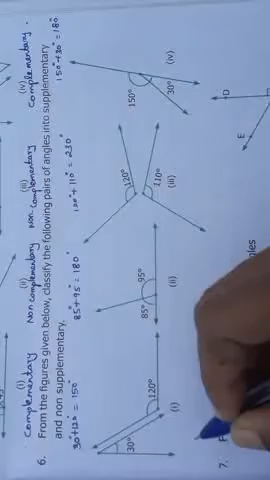 (i) (ii) (iii) (iv)
Complementary Non complementary Non complementary Complementary.
6. From the figures given below, classify the following pairs of angles into supplementary
and non supplementary.
30°+120°=150° 85°+95°=180° 100°+110°=230° 150°+30°=180°
30° 120° 85° 95° 120° 110° 150° 30°
(i) (ii) (iii) (iv)
7. F
D
E